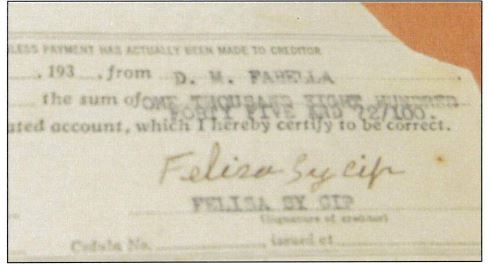 LESS PAYMENT HAS ACTUALLY BEEN MADE TO CREDITOR
, 193 , from D. M. FABELLA
the sum of ONE THOUSAND EIGHT HUNDRED
FORTY FIVE AND 72/100.
ated account, which I hereby certify to be correct.
Felisa Sy Cip
FELISA SY CIP
(Signature of creditor)
Cedula No. issued at